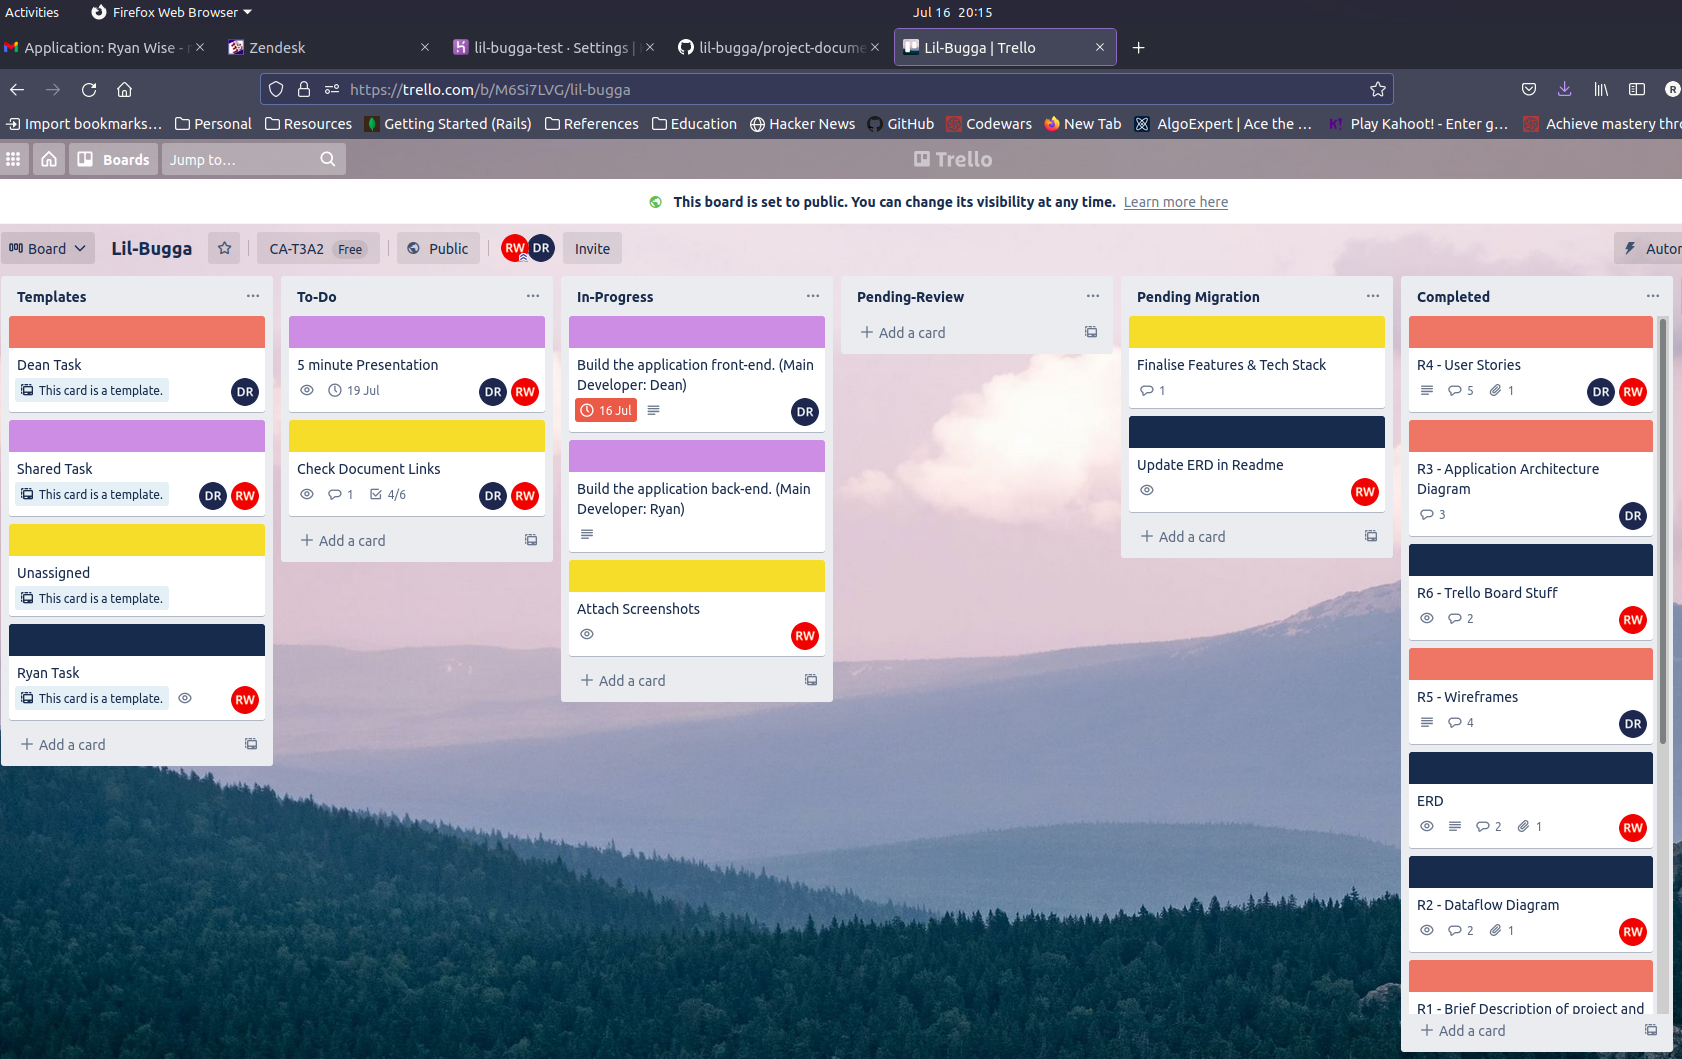 Activities
Firefox Web Browser
Jul 16 20:15
Application: Ryan Wise -
Zendesk
lil-bugga-test · Settings |
lil-bugga/project-docume
Lil-Bugga | Trello
https://trello.com/b/M6Si7LVG/lil-bugga
R
Import bookmarks…
Personal
Resources
Getting Started (Rails)
References
Education
Hacker News
GitHub
Codewars
New Tab
AlgoExpert | Ace the …
Play Kahoot! - Enter g…
Achieve mastery thr
Boards
Jump to…
Trello
This board is set to public. You can change its visibility at any time. Learn more here
Board
Lil-Bugga
CA-T3A2 Free
Public
RW DR
Invite
Autor
Templates
Dean Task
This card is a template.
DR
Shared Task
This card is a template.
DR RW
Unassigned
This card is a template.
Ryan Task
This card is a template.
RW
+ Add a card
To-Do
5 minute Presentation
19 Jul
DR RW
Check Document Links
1 4/6
DR RW
+ Add a card
In-Progress
Build the application front-end. (Main
Developer: Dean)
16 Jul
DR
Build the application back-end. (Main
Developer: Ryan)
Attach Screenshots
RW
+ Add a card
Pending-Review
+ Add a card
Pending Migration
Finalise Features & Tech Stack
1
Update ERD in Readme
RW
+ Add a card
Completed
R4 - User Stories
5 1
DR RW
R3 - Application Architecture
Diagram
3
DR
R6 - Trello Board Stuff
2
RW
R5 - Wireframes
4
DR
ERD
2 1
RW
R2 - Dataflow Diagram
2 1
RW
R1 - Brief Description of project and
+ Add a card